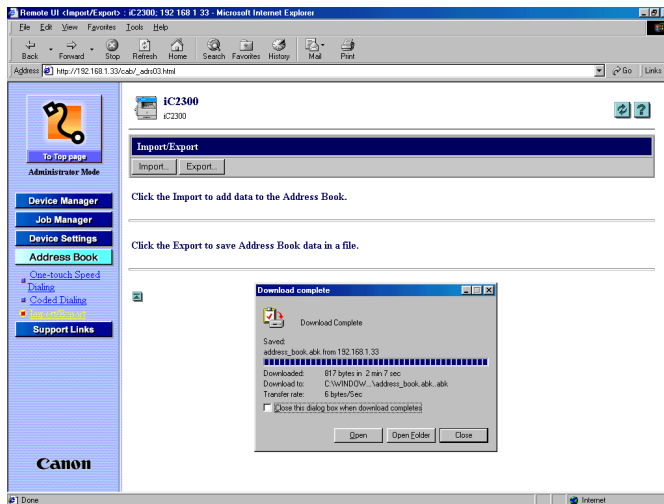 Remote UI <Import/Export> : iC2300; 192 168 1 33 - Microsoft Internet Explorer
File Edit View Favorites Tools Help
Back Forward Stop Refresh Home Search Favorites History Mail Print
Address http://192.168.1.33/cab/_adrs03.html Go Links
To Top page
Administrator Mode
Device Manager
Job Manager
Device Settings
Address Book
One-touch Speed
Dialing
Coded Dialing
Import/Export
Support Links
Canon
iC2300
iC2300
Import/Export
Import... Export...
Click the Import to add data to the Address Book.
Click the Export to save Address Book data in a file.
Download complete
Download Complete
Saved:
address_book.abk from 192.168.1.33
Downloaded: 817 bytes in 2 min 7 sec
Download to: C:\WINDOW...\address_book.abk..abk
Transfer rate: 6 bytes/Sec
Close this dialog box when download completes
Open Open Folder Close
Done Internet